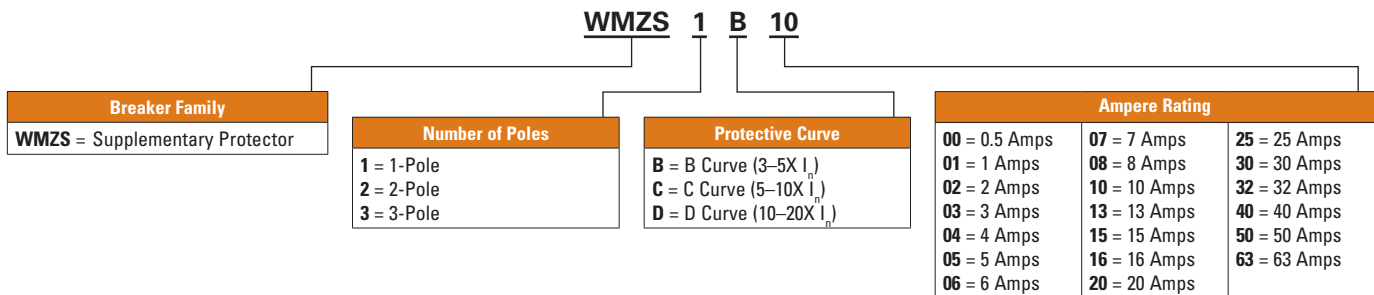 WMZS 1 B 10
Breaker Family
WMZS = Supplementary Protector
Number of Poles
1 = 1-Pole
2 = 2-Pole
3 = 3-Pole
Protective Curve
B = B Curve (3–5X In)
C = C Curve (5–10X In)
D = D Curve (10–20X In)
Ampere Rating
00 = 0.5 Amps
01 = 1 Amps
02 = 2 Amps
03 = 3 Amps
04 = 4 Amps
05 = 5 Amps
06 = 6 Amps
07 = 7 Amps
08 = 8 Amps
10 = 10 Amps
13 = 13 Amps
15 = 15 Amps
16 = 16 Amps
20 = 20 Amps
25 = 25 Amps
30 = 30 Amps
32 = 32 Amps
40 = 40 Amps
50 = 50 Amps
63 = 63 Amps